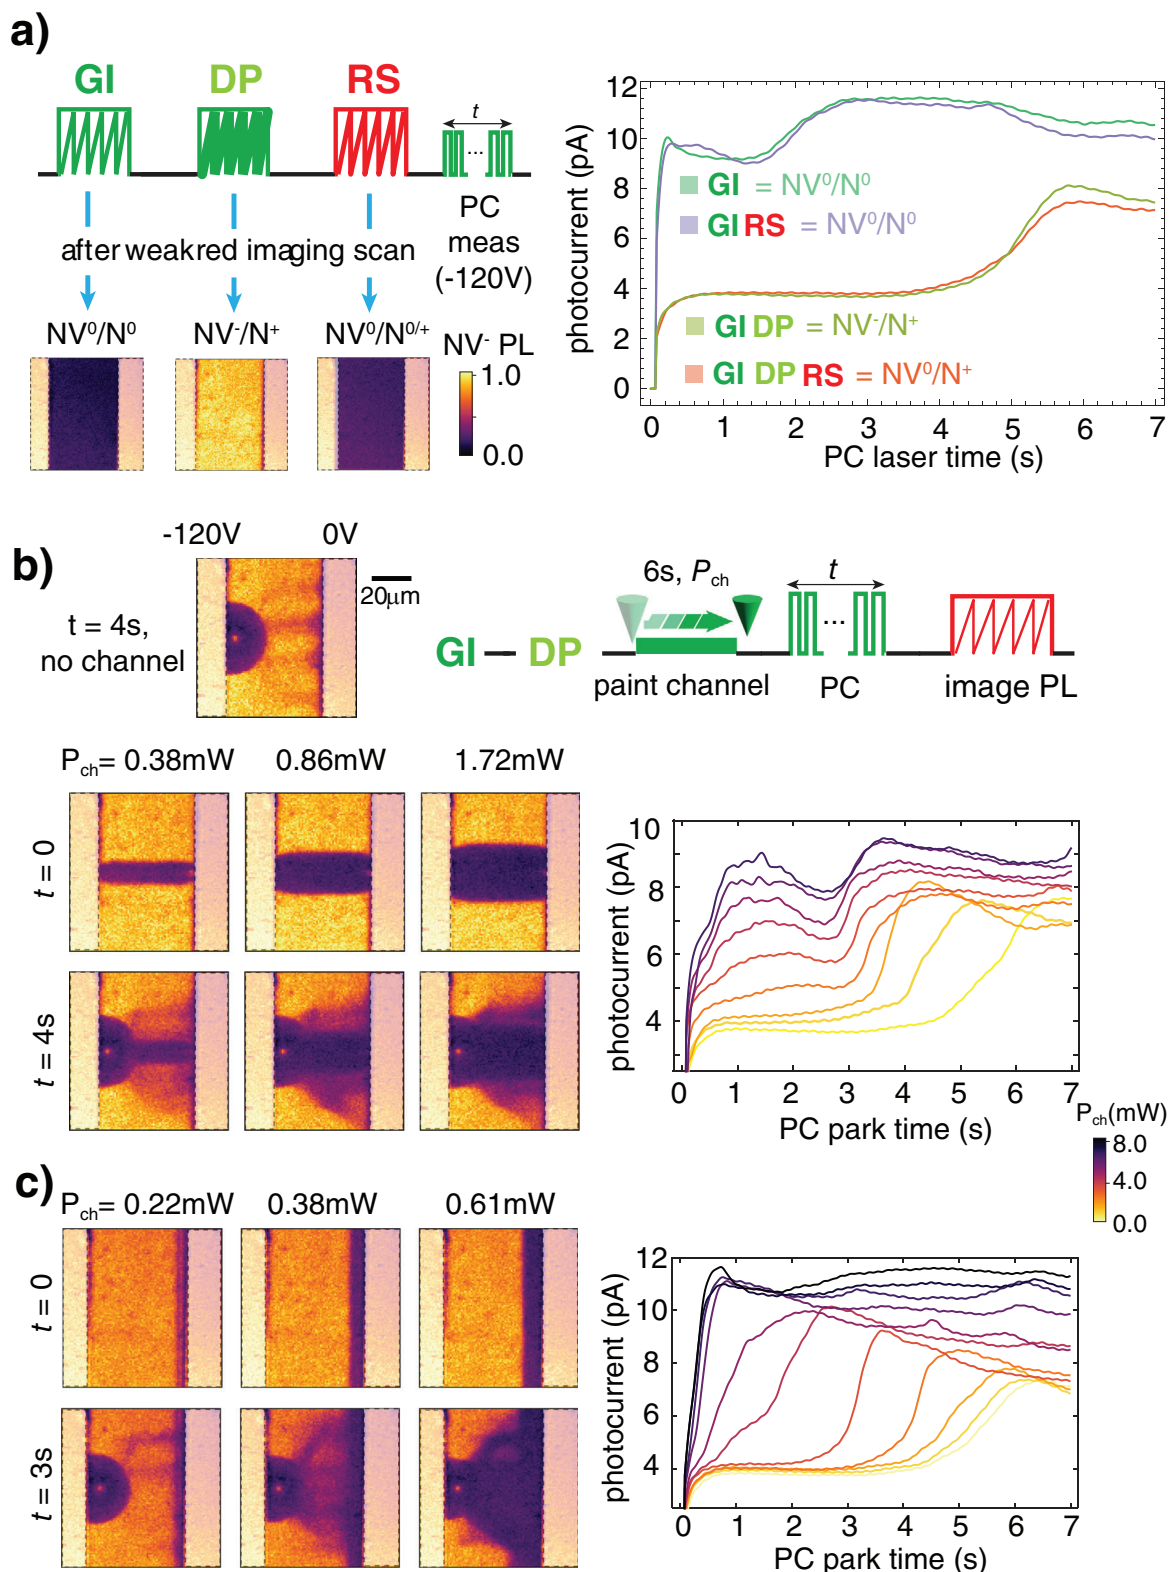 a)
GI DP RS
t
...
PC
meas
(-120V)
after weak red imaging scan
NV⁰/N⁰ NV⁻/N⁺ NV⁰/N⁰/⁺
NV⁻ PL
1.0
0.0
photocurrent (pA)
12
10
8
6
4
2
0
GI = NV⁰/N⁰
GI RS = NV⁰/N⁰
GI DP = NV⁻/N⁺
GI DP RS = NV⁰/N⁺
0 1 2 3 4 5 6 7
PC laser time (s)
b)
-120V 0V
20μm
t = 4s,
no channel
GI DP
6s, P_ch
t
...
paint channel PC image PL
P_ch= 0.38mW 0.86mW 1.72mW
t = 0
t = 4s
photocurrent (pA)
10
8
6
4
0 1 2 3 4 5 6 7
PC park time (s)
P_ch(mW)
8.0
4.0
0.0
c)
P_ch= 0.22mW 0.38mW 0.61mW
t = 0
t = 3s
photocurrent (pA)
12
10
8
6
4
0 1 2 3 4 5 6 7
PC park time (s)